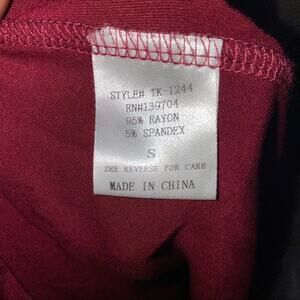 STYLE# TK-1244
RN#139704
95% RAYON
5% SPANDEX
S
SEE REVERSE FOR CARE
MADE IN CHINA